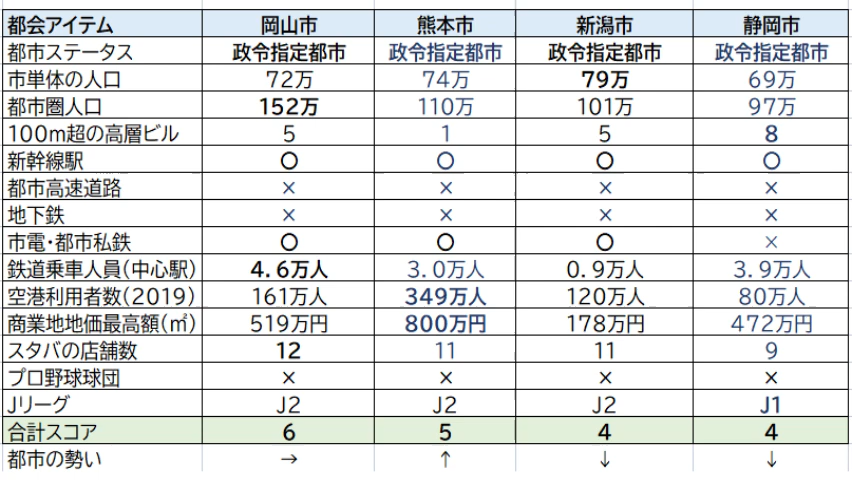 都会アイテム 岡山市 熊本市 新潟市 静岡市
都市ステータス 政令指定都市 政令指定都市 政令指定都市 政令指定都市
市単体の人口 72万 74万 79万 69万
都市圏人口 152万 110万 101万 97万
100m超の高層ビル 5 1 5 8
新幹線駅 〇 〇 〇 〇
都市高速道路 × × × ×
地下鉄 × × × ×
市電・都市私鉄 〇 〇 〇 ×
鉄道乗車人員(中心駅) 4.6万人 3.0万人 0.9万人 3.9万人
空港利用者数(2019) 161万人 349万人 120万人 80万人
商業地地価最高額(㎡) 519万円 800万円 178万円 472万円
スタバの店舗数 12 11 11 9
プロ野球球団 × × × ×
Jリーグ J2 J2 J2 J1
合計スコア 6 5 4 4
都市の勢い → ↑ ↓ ↓